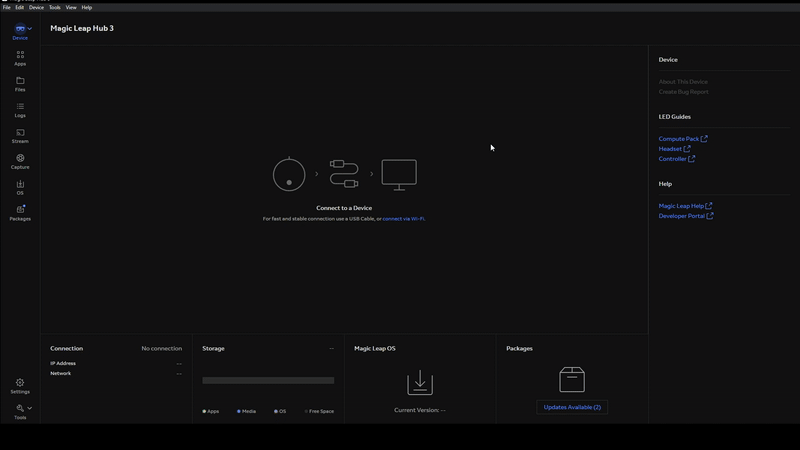 File Edit Device Tools View Help
Magic Leap Hub 3
Device
Apps
Files
Logs
Stream
Capture
OS
Packages
Settings
Tools
Connect to a Device
For fast and stable connection use a USB Cable, or connect via Wi-Fi.
Connection No connection
IP Address --
Network --
Storage --
Apps Media OS Free Space
Magic Leap OS
Current Version: --
Packages
Updates Available (2)
Device
About This Device
Create Bug Report
LED Guides
Compute Pack
Headset
Controller
Help
Magic Leap Help
Developer Portal